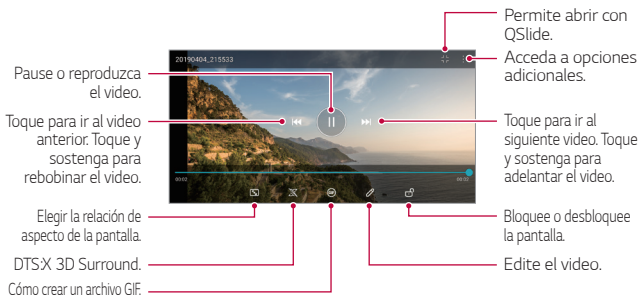 Permite abrir con
QSlide.
20190404_215533
Acceda a opciones
adicionales.
Pause o reproduzca
el video.
Toque para ir al video
anterior. Toque y
sostenga para
rebobinar el video.
Toque para ir al
siguiente video. Toque
y sostenga para
adelantar el video.
00:02
00:02
GIF
Elegir la relación de
aspecto de la pantalla.
Bloquee o desbloquee
la pantalla.
DTS:X 3D Surround.
Edite el video.
Cómo crear un archivo GIF.